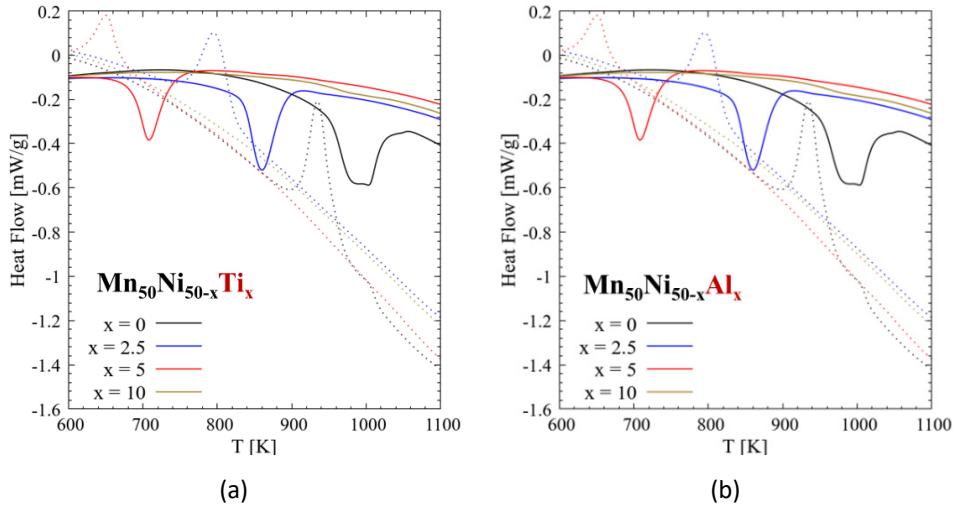 0.2
0
-0.2
-0.4
-0.6
-0.8
-1
-1.2
-1.4
-1.6
Heat Flow [mW/g]
Mn₅₀Ni₅₀₋ₓTiₓ
x = 0
x = 2.5
x = 5
x = 10
600 700 800 900 1000 1100
T [K]
(a)
0.2
0
-0.2
-0.4
-0.6
-0.8
-1
-1.2
-1.4
-1.6
Heat Flow [mW/g]
Mn₅₀Ni₅₀₋ₓAlₓ
x = 0
x = 2.5
x = 5
x = 10
600 700 800 900 1000 1100
T [K]
(b)